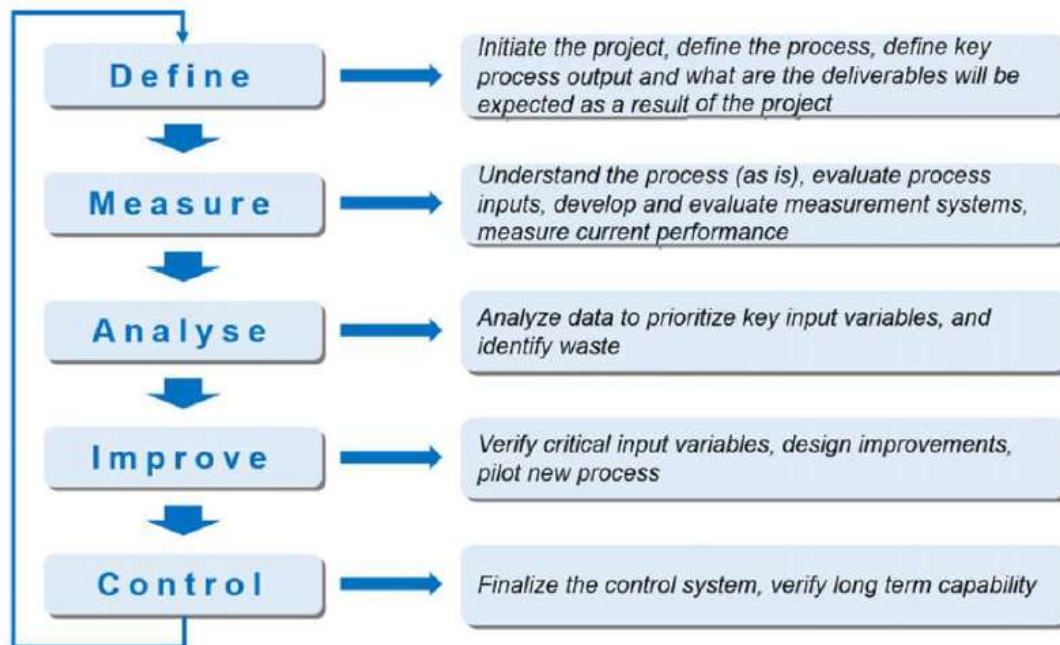 Define
Initiate the project, define the process, define key
process output and what are the deliverables will be
expected as a result of the project
Measure
Understand the process (as is), evaluate process
inputs, develop and evaluate measurement systems,
measure current performance
Analyse
Analyze data to prioritize key input variables, and
identify waste
Improve
Verify critical input variables, design improvements,
pilot new process
Control
Finalize the control system, verify long term capability